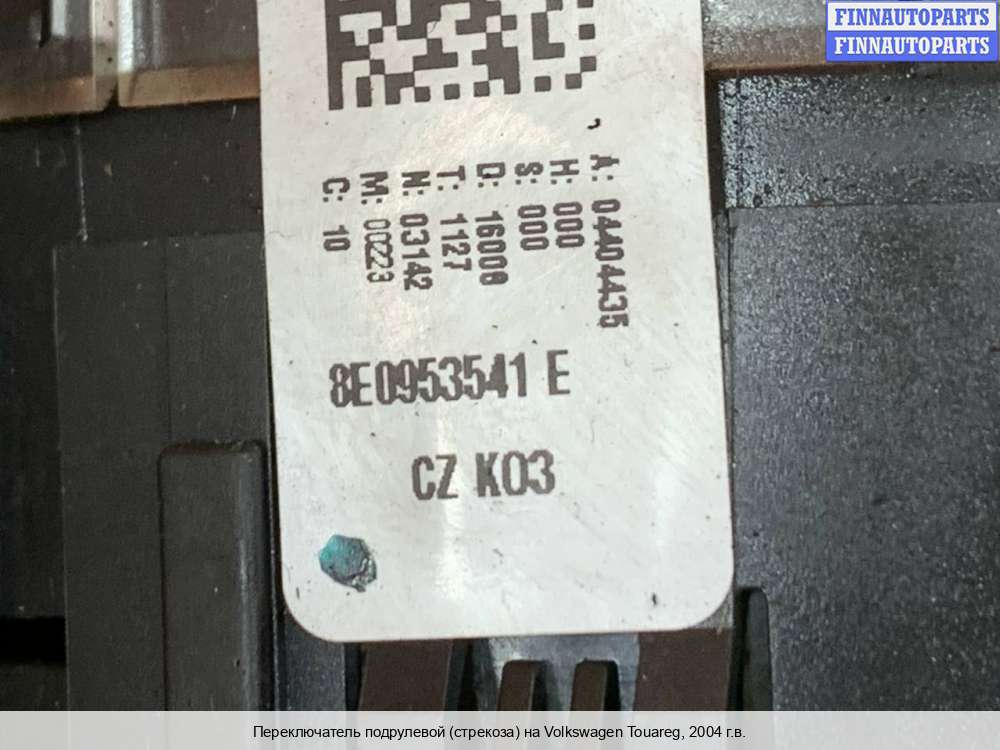 FINNAUTOPARTS
FINNAUTOPARTS
A: 04404435
H: 000
S: 000
D: 16008
T: 1127
N: 03142
M: 00223
C: 10
8E0953541 E
CZ K03
Переключатель подрулевой (стрекоза) на Volkswagen Touareg, 2004 г.в.